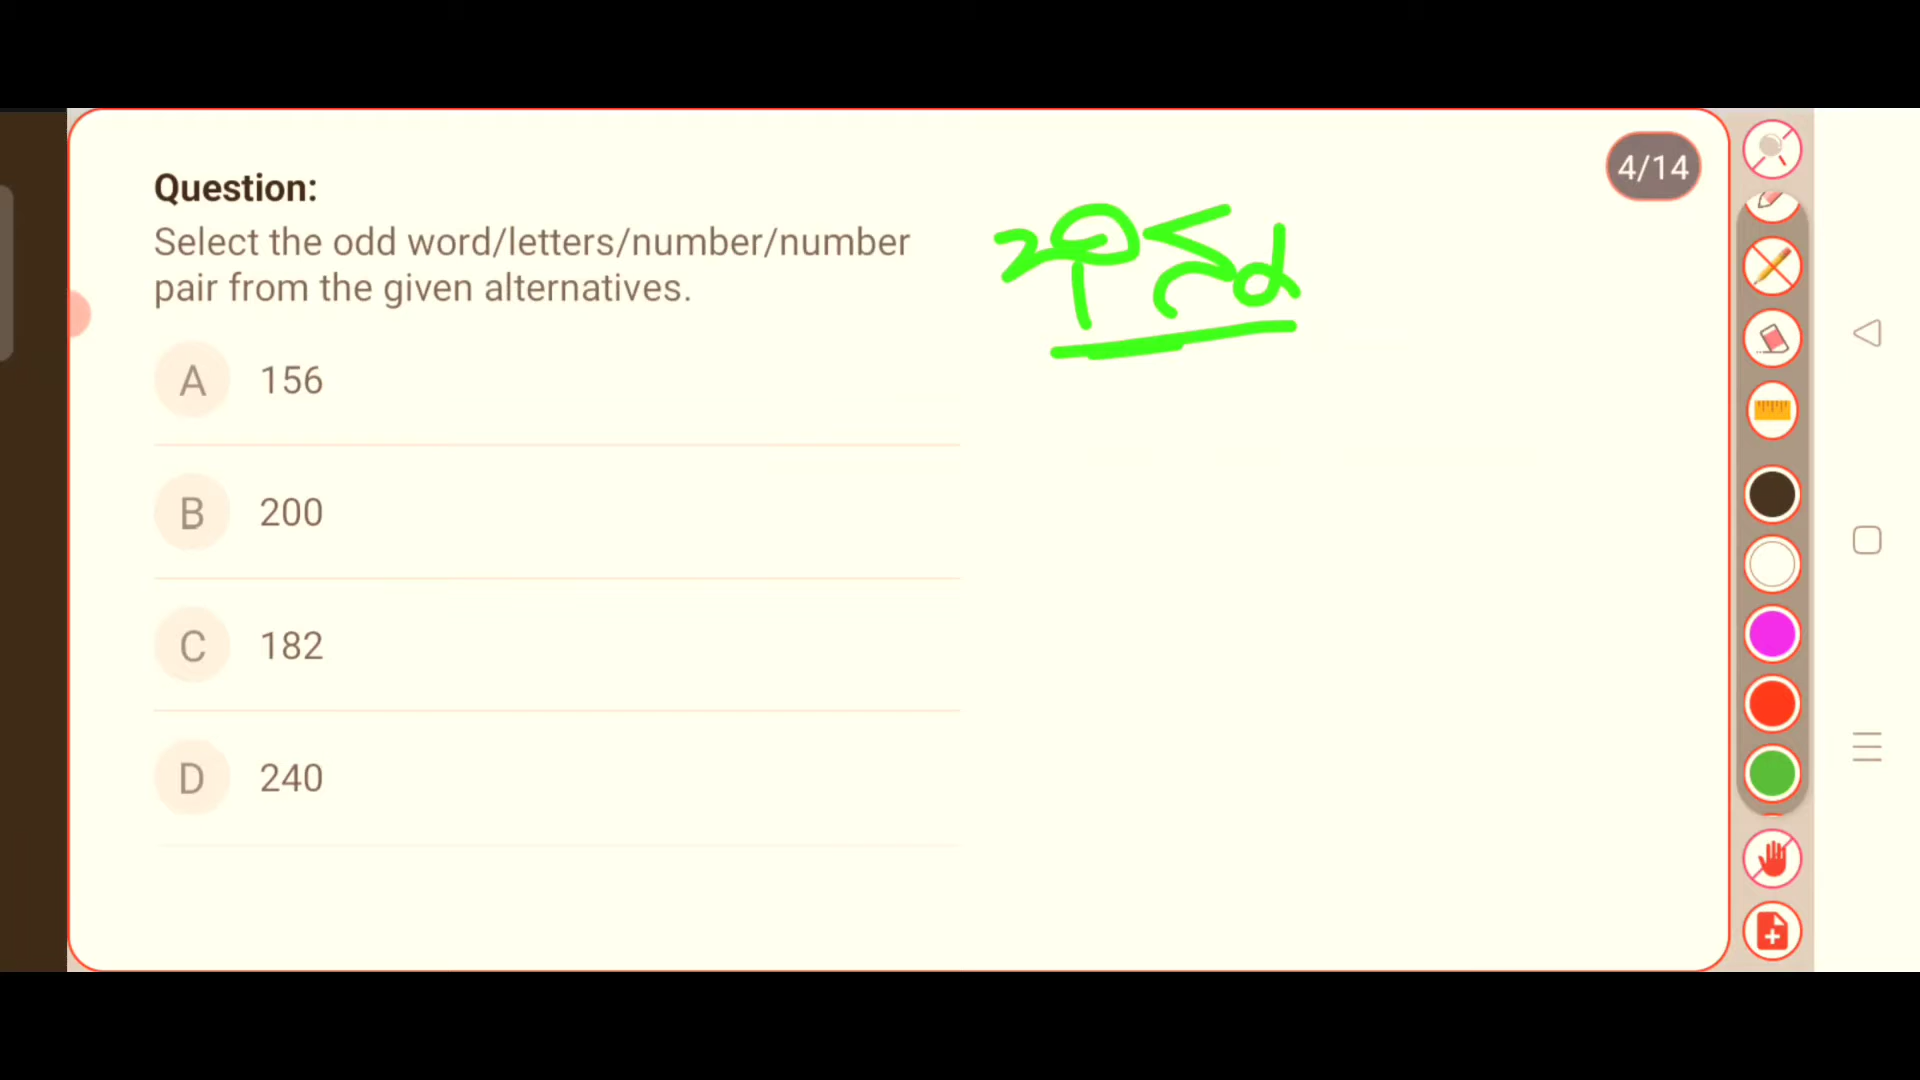 4/14
Question:
Select the odd word/letters/number/number
pair from the given alternatives.
A 156
B 200
C 182
D 240